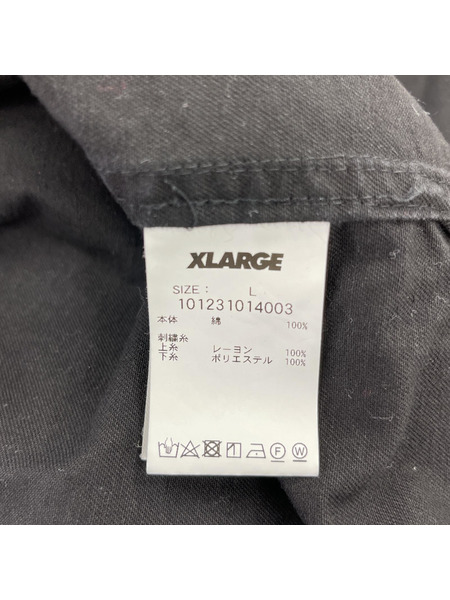 XLARGE
SIZE: L
101231014003
本体 綿 100%
刺繍糸
上糸 レーヨン 100%
下糸 ポリエステル 100%
F W